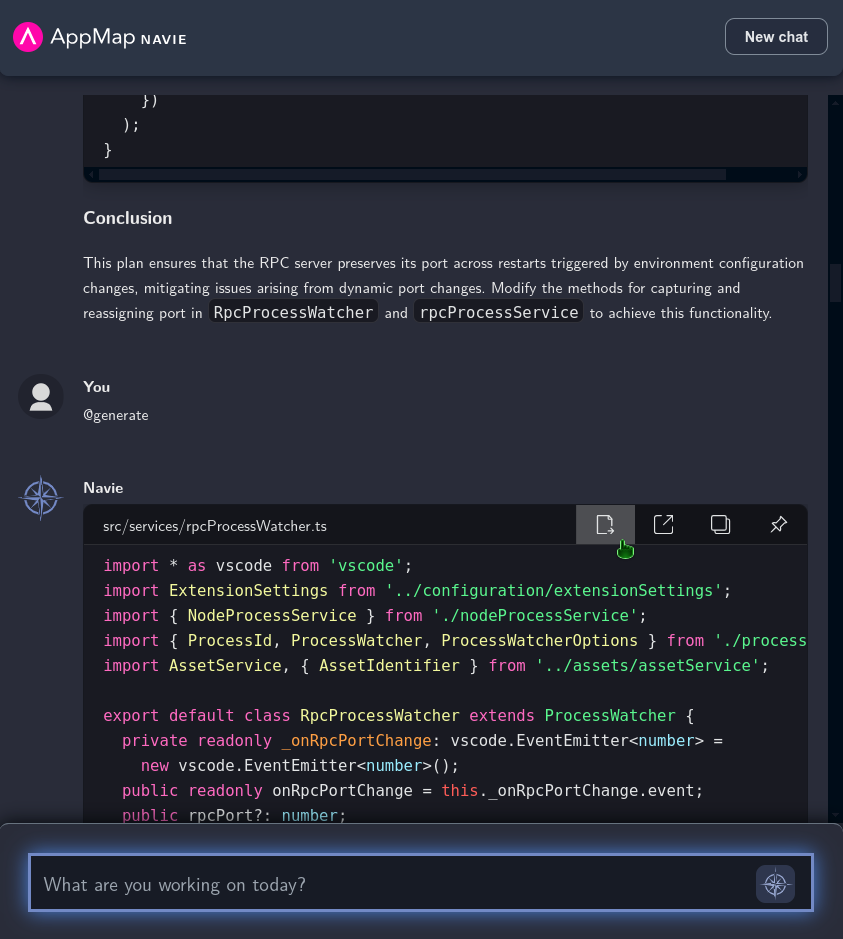 AppMap NAVIE
New chat
})
);
}
Conclusion
This plan ensures that the RPC server preserves its port across restarts triggered by environment configuration
changes, mitigating issues arising from dynamic port changes. Modify the methods for capturing and
reassigning port in RpcProcessWatcher and rpcProcessService to achieve this functionality.
You
@generate
Navie
src/services/rpcProcessWatcher.ts
import * as vscode from 'vscode';
import ExtensionSettings from '../configuration/extensionSettings';
import { NodeProcessService } from './nodeProcessService';
import { ProcessId, ProcessWatcher, ProcessWatcherOptions } from './process
import AssetService, { AssetIdentifier } from '../assets/assetService';
export default class RpcProcessWatcher extends ProcessWatcher {
private readonly _onRpcPortChange: vscode.EventEmitter<number> =
new vscode.EventEmitter<number>();
public readonly onRpcPortChange = this._onRpcPortChange.event;
public rpcPort?: number;
What are you working on today?